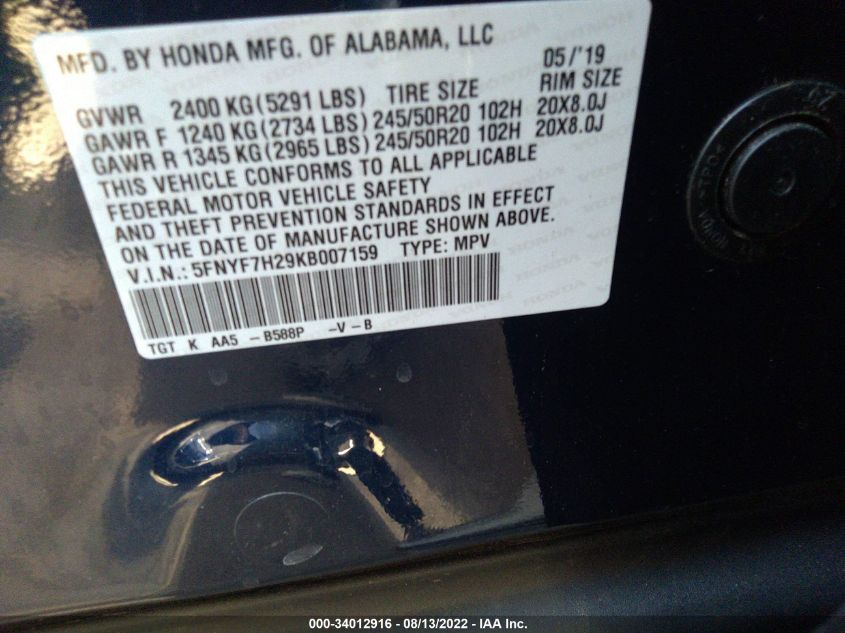 MFD. BY HONDA MFG. OF ALABAMA, LLC 05/'19
GVWR 2400 KG(5291 LBS) TIRE SIZE RIM SIZE
GAWR F 1240 KG(2734 LBS) 245/50R20 102H 20X8.0J
GAWR R 1345 KG(2965 LBS) 245/50R20 102H 20X8.0J
THIS VEHICLE CONFORMS TO ALL APPLICABLE
FEDERAL MOTOR VEHICLE SAFETY
AND THEFT PREVENTION STANDARDS IN EFFECT
ON THE DATE OF MANUFACTURE SHOWN ABOVE.
V.I.N.: 5FNYF7H29KB007159 TYPE: MPV
TGT K AA5 -B588P -V-B
>TPO<
000-34012916 - 08/13/2022 - IAA Inc.